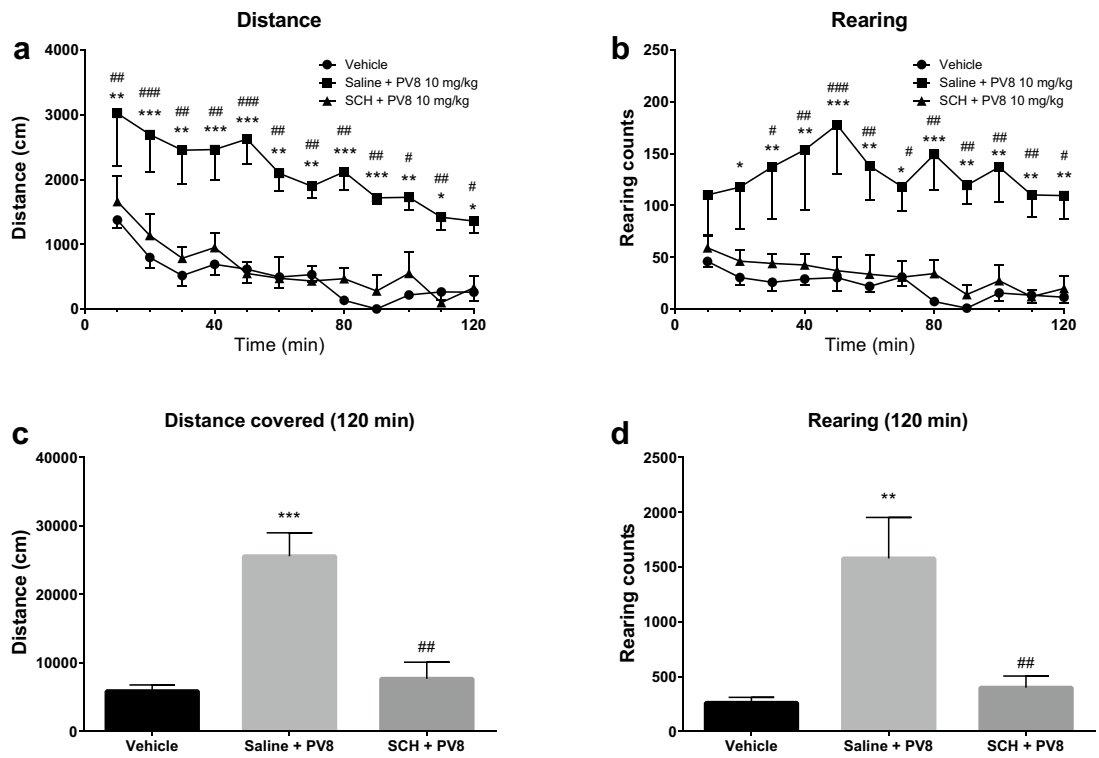 Distance
a
Distance (cm)
4000
3000
2000
1000
0
Vehicle
Saline + PV8 10 mg/kg
SCH + PV8 10 mg/kg
## ### ## ## ### ## ## ## ## # ## #
** *** ** *** *** ** ** *** *** ** * *
0 40 80 120
Time (min)
Rearing
b
Rearing counts
250
200
150
100
50
0
Vehicle
Saline + PV8 10 mg/kg
SCH + PV8 10 mg/kg
# ## ### ## # ## ## ## ## #
* ** ** *** ** * *** ** ** ** **
0 40 80 120
Time (min)
Distance covered (120 min)
c
Distance (cm)
40000
30000
20000
10000
0
***
##
Vehicle Saline + PV8 SCH + PV8
Rearing (120 min)
d
Rearing counts
2500
2000
1500
1000
500
0
**
##
Vehicle Saline + PV8 SCH + PV8